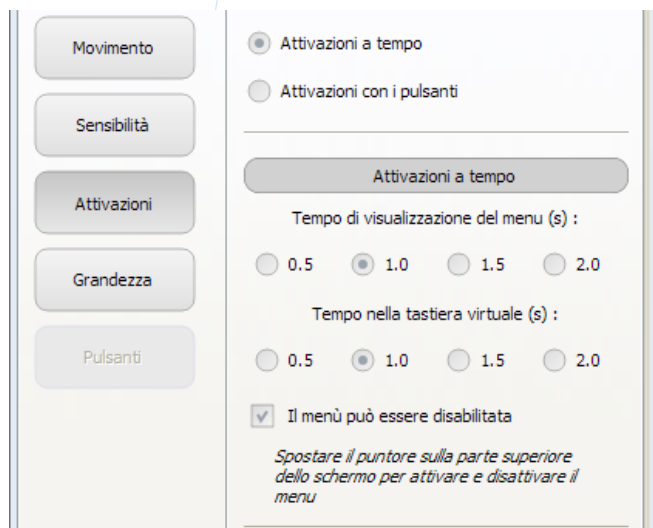 Movimento
Sensibilità
Attivazioni
Grandezza
Pulsanti
Attivazioni a tempo
Attivazioni con i pulsanti
Attivazioni a tempo
Tempo di visualizzazione del menu (s) :
0.5 1.0 1.5 2.0
Tempo nella tastiera virtuale (s) :
0.5 1.0 1.5 2.0
Il menù può essere disabilitata
Spostare il puntore sulla parte superiore
dello schermo per attivare e disattivare il
menu